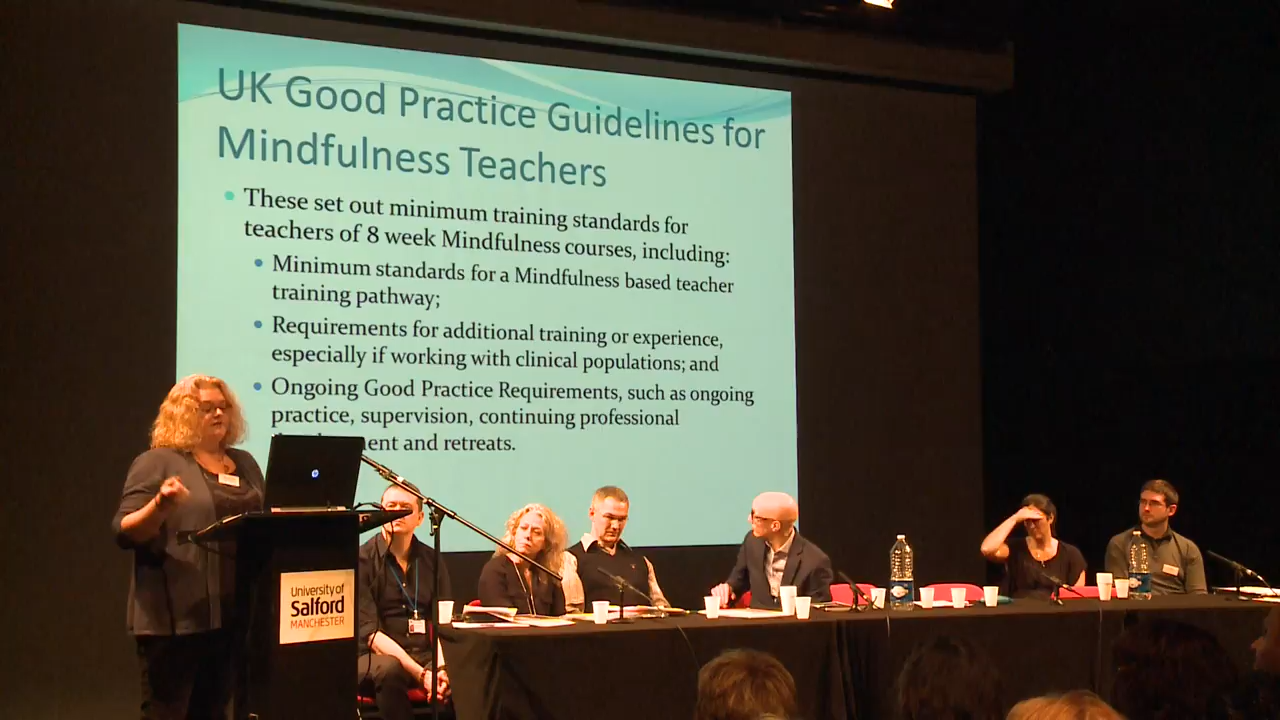 UK Good Practice Guidelines for
Mindfulness Teachers
• These set out minimum training standards for
teachers of 8 week Mindfulness courses, including:
• Minimum standards for a Mindfulness based teacher
training pathway;
• Requirements for additional training or experience,
especially if working with clinical populations; and
• Ongoing Good Practice Requirements, such as ongoing
practice, supervision, continuing professional
and retreats.
University of
Salford
MANCHESTER
hp